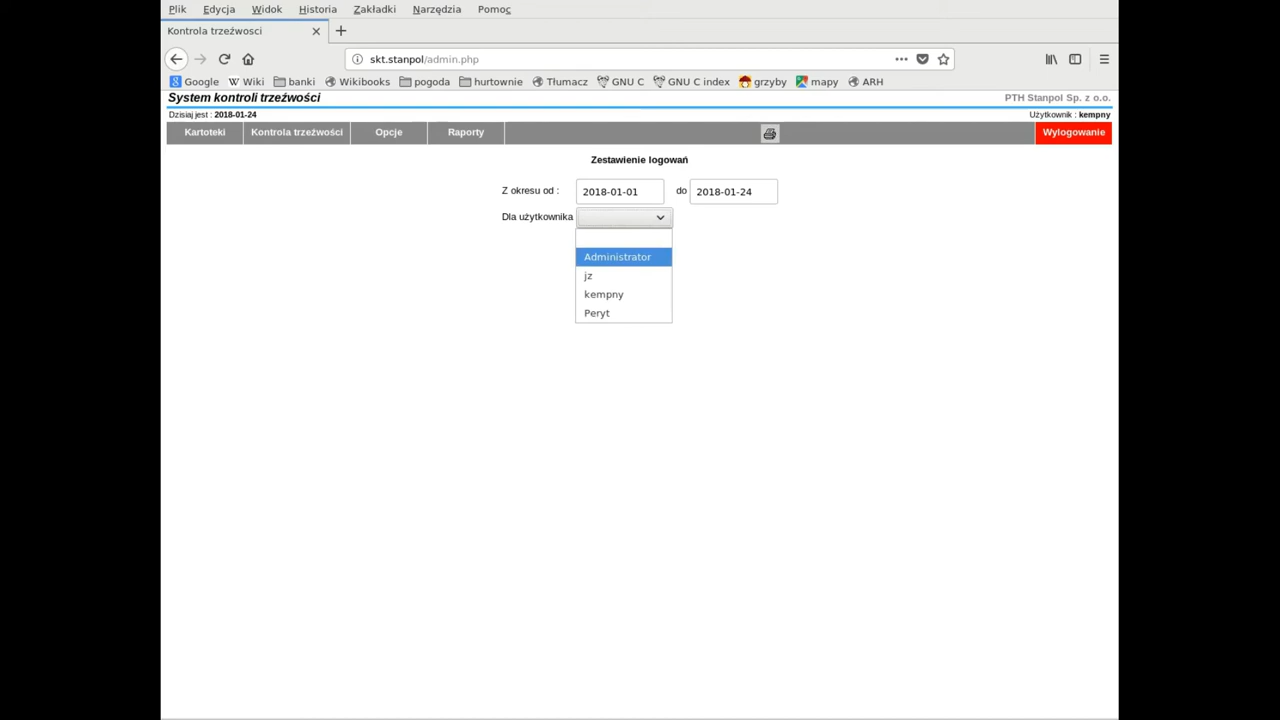 Plik Edycja Widok Historia Zakładki Narzędzia Pomoc
Kontrola trzeźwosci
skt.stanpol/admin.php
Google Wiki banki Wikibooks pogoda hurtownie Tłumacz GNU C GNU C index grzyby mapy ARH
System kontroli trzeźwości PTH Stanpol Sp. z o.o.
Dzisiaj jest : 2018-01-24 Użytkownik : kempny
Kartoteki Kontrola trzeźwości Opcje Raporty Wylogowanie
Zestawienie logowań
Z okresu od : 2018-01-01 do 2018-01-24
Dla użytkownika
Administrator
jz
kempny
Peryt